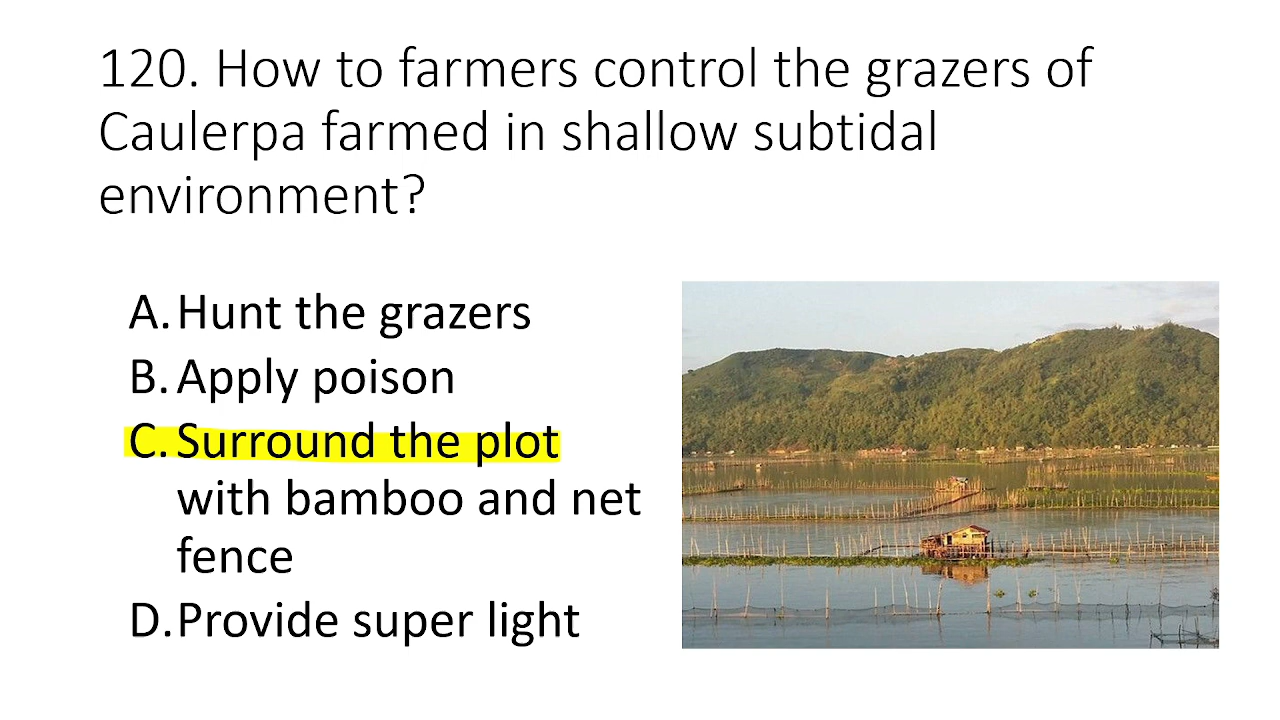 120. How to farmers control the grazers of
Caulerpa farmed in shallow subtidal
environment?
A. Hunt the grazers
B. Apply poison
C. Surround the plot
with bamboo and net
fence
D. Provide super light